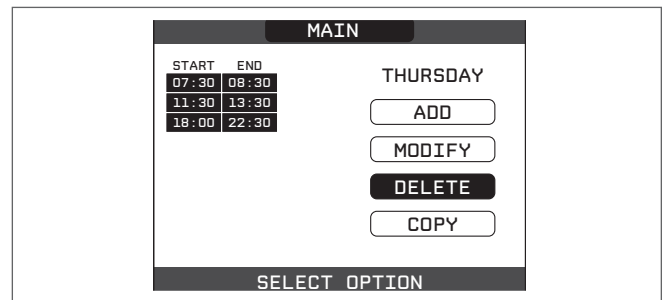 MAIN
START END
07:30 08:30
11:30 13:30
18:00 22:30
THURSDAY
ADD
MODIFY
DELETE
COPY
SELECT OPTION